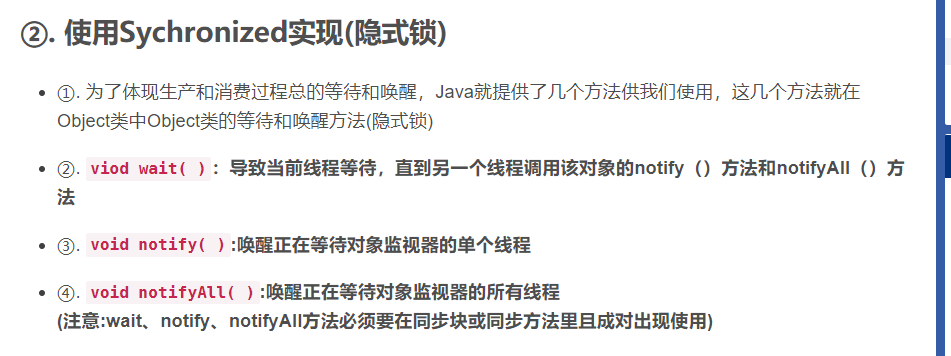 ②. 使用Sychronized实现(隐式锁)
①. 为了体现生产和消费过程总的等待和唤醒，Java就提供了几个方法供我们使用，这几个方法就在
Object类中Object类的等待和唤醒方法(隐式锁)
②. viod wait( )：导致当前线程等待，直到另一个线程调用该对象的notify（）方法和notifyAll（）方
法
③. void notify( ):唤醒正在等待对象监视器的单个线程
④. void notifyAll( ):唤醒正在等待对象监视器的所有线程
(注意:wait、notify、notifyAll方法必须要在同步块或同步方法里且成对出现使用)